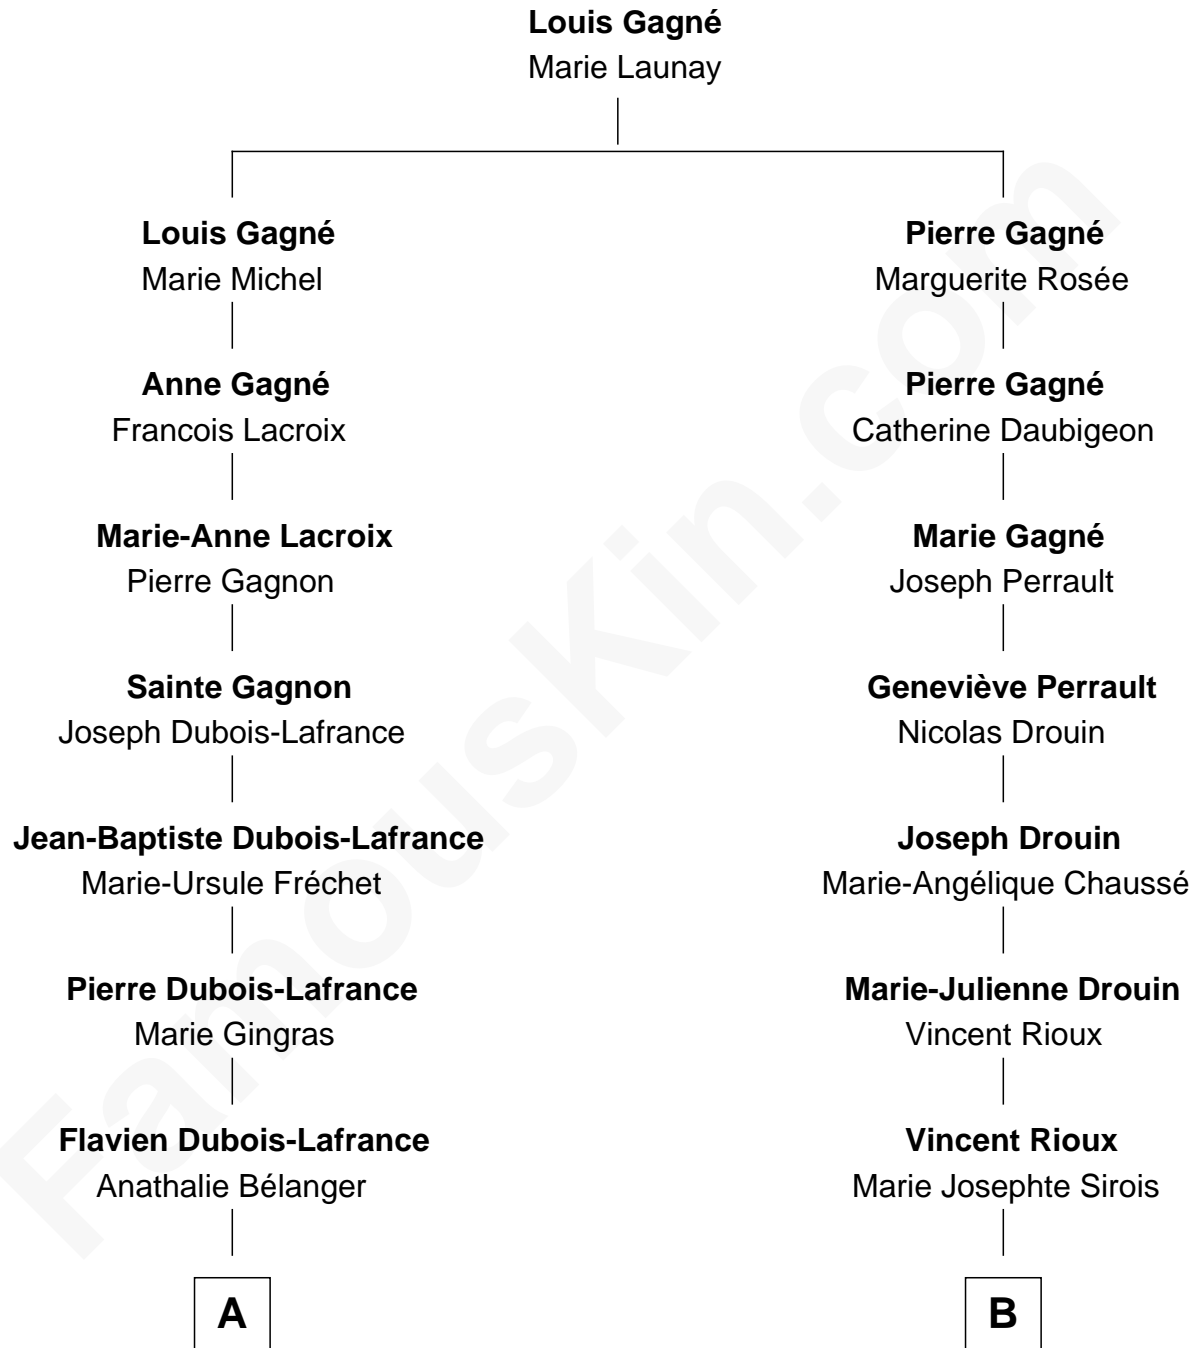 Louis Gagné
Marie Launay
Louis Gagné
Marie Michel
Pierre Gagné
Marguerite Rosée
Anne Gagné
Francois Lacroix
Pierre Gagné
Catherine Daubigeon
Marie-Anne Lacroix
Pierre Gagnon
Marie Gagné
Joseph Perrault
Sainte Gagnon
Joseph Dubois-Lafrance
Geneviève Perrault
Nicolas Drouin
Jean-Baptiste Dubois-Lafrance
Marie-Ursule Fréchet
Joseph Drouin
Marie-Angélique Chaussé
Pierre Dubois-Lafrance
Marie Gingras
Marie-Julienne Drouin
Vincent Rioux
Flavien Dubois-Lafrance
Anathalie Bélanger
Vincent Rioux
Marie Josephte Sirois
A
B
FamousKin.com